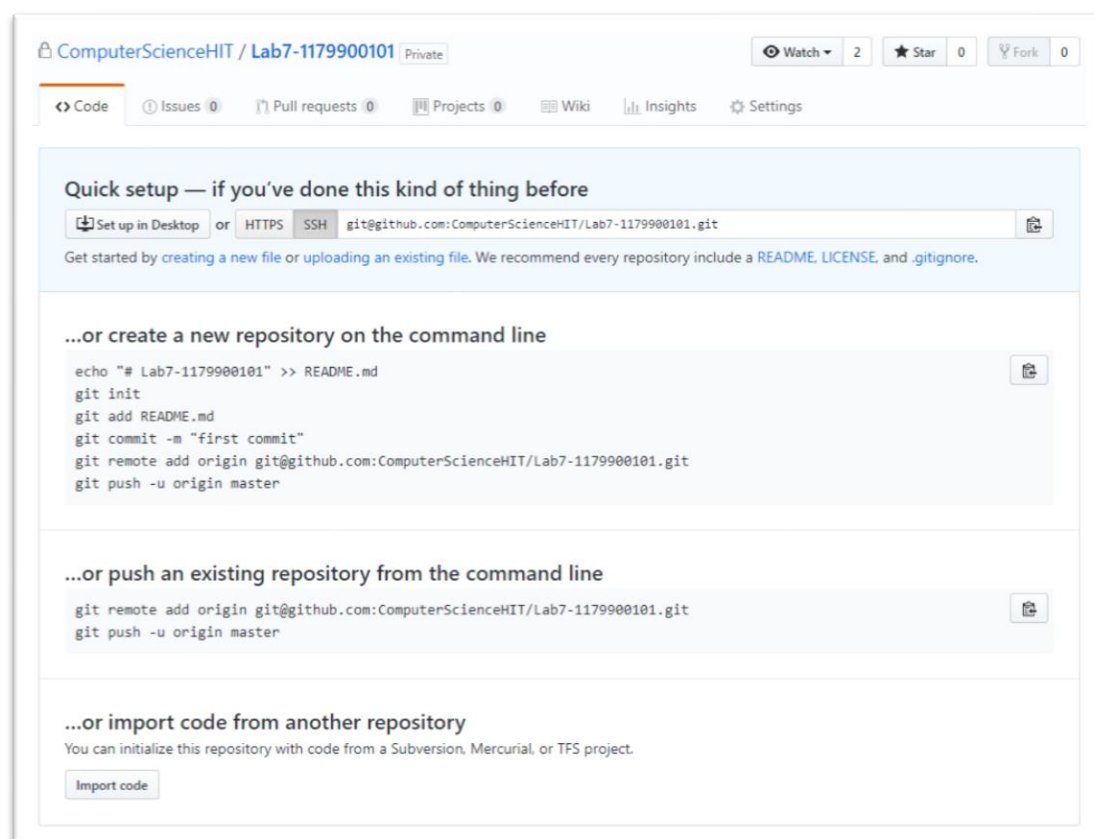 ComputerScienceHIT / Lab7-1179900101 Private Watch 2 Star 0 Fork 0
Code Issues 0 Pull requests 0 Projects 0 Wiki Insights Settings
Quick setup — if you've done this kind of thing before
Set up in Desktop or HTTPS SSH git@github.com:ComputerScienceHIT/Lab7-1179900101.git
Get started by creating a new file or uploading an existing file. We recommend every repository include a README, LICENSE, and .gitignore.
...or create a new repository on the command line
echo "# Lab7-1179900101" >> README.md
git init
git add README.md
git commit -m "first commit"
git remote add origin git@github.com:ComputerScienceHIT/Lab7-1179900101.git
git push -u origin master
...or push an existing repository from the command line
git remote add origin git@github.com:ComputerScienceHIT/Lab7-1179900101.git
git push -u origin master
...or import code from another repository
You can initialize this repository with code from a Subversion, Mercurial, or TFS project.
Import code